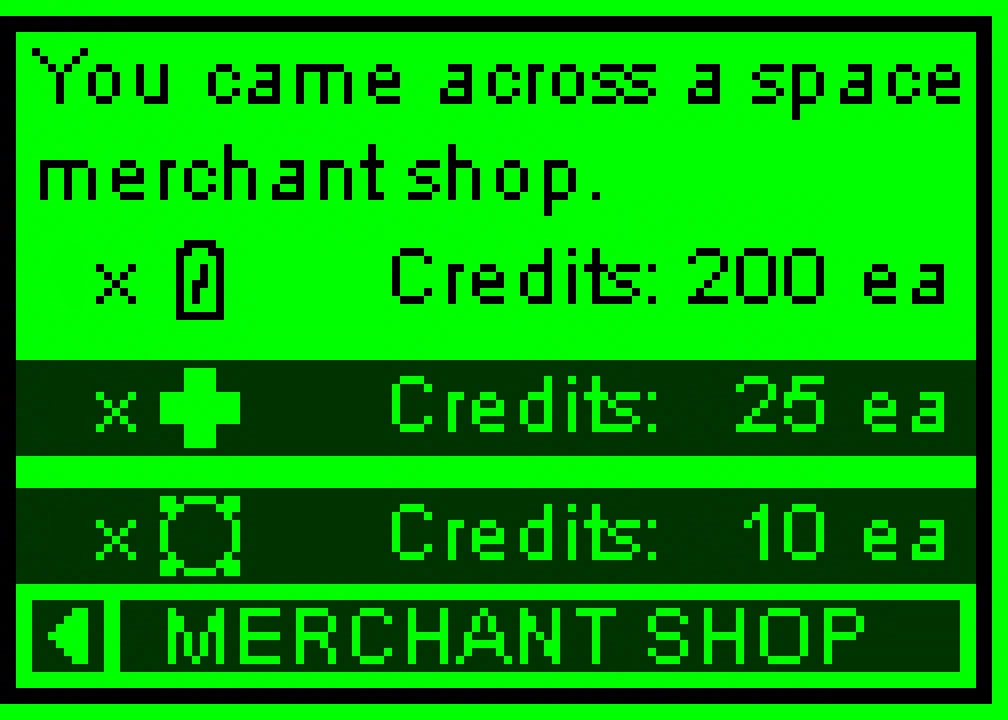 You came across a space
merchant shop.
x Credits: 200 ea
x Credits: 25 ea
x Credits: 10 ea
MERCHANT SHOP